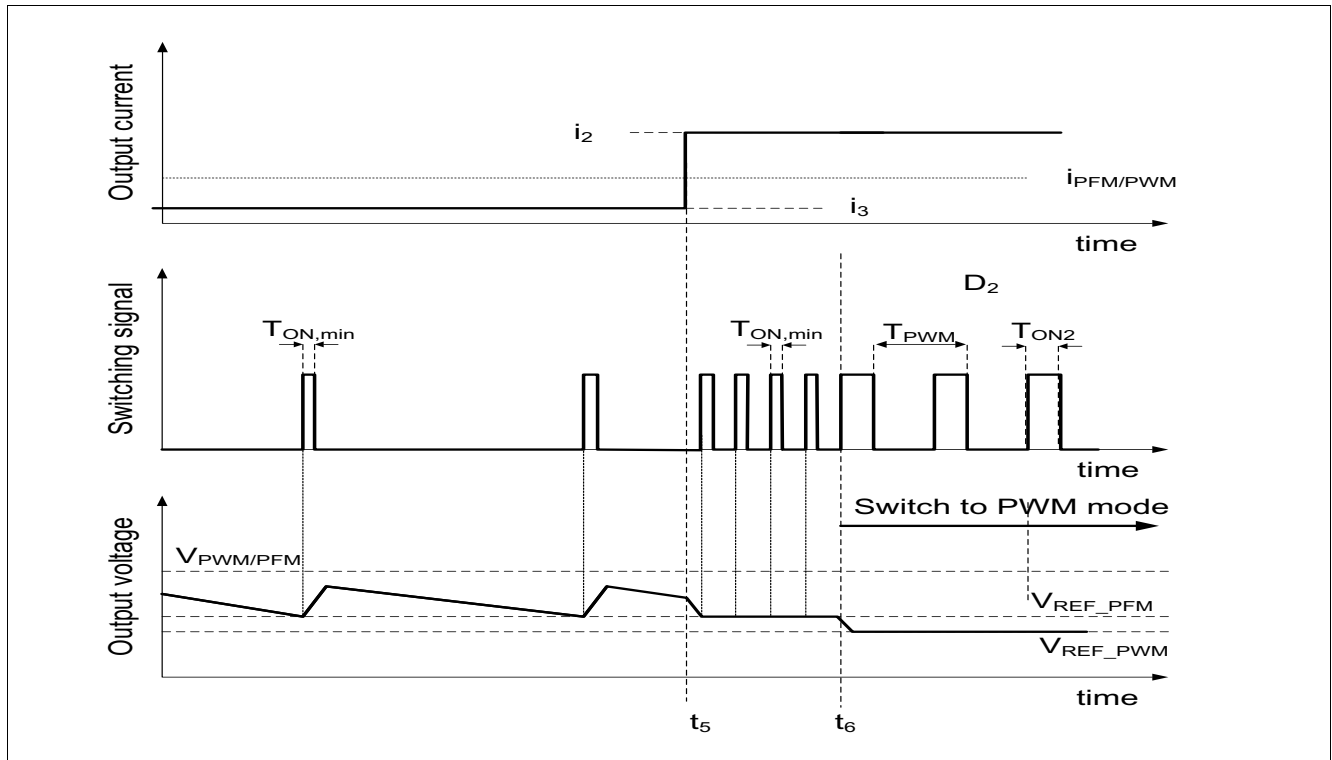 Output current
i2
iPFM/PWM
i3
time
Switching signal
D2
TON,min
TON,min
TPWM
TON2
time
Output voltage
Switch to PWM mode
VPWM/PFM
VREF_PFM
VREF_PWM
time
t5
t6